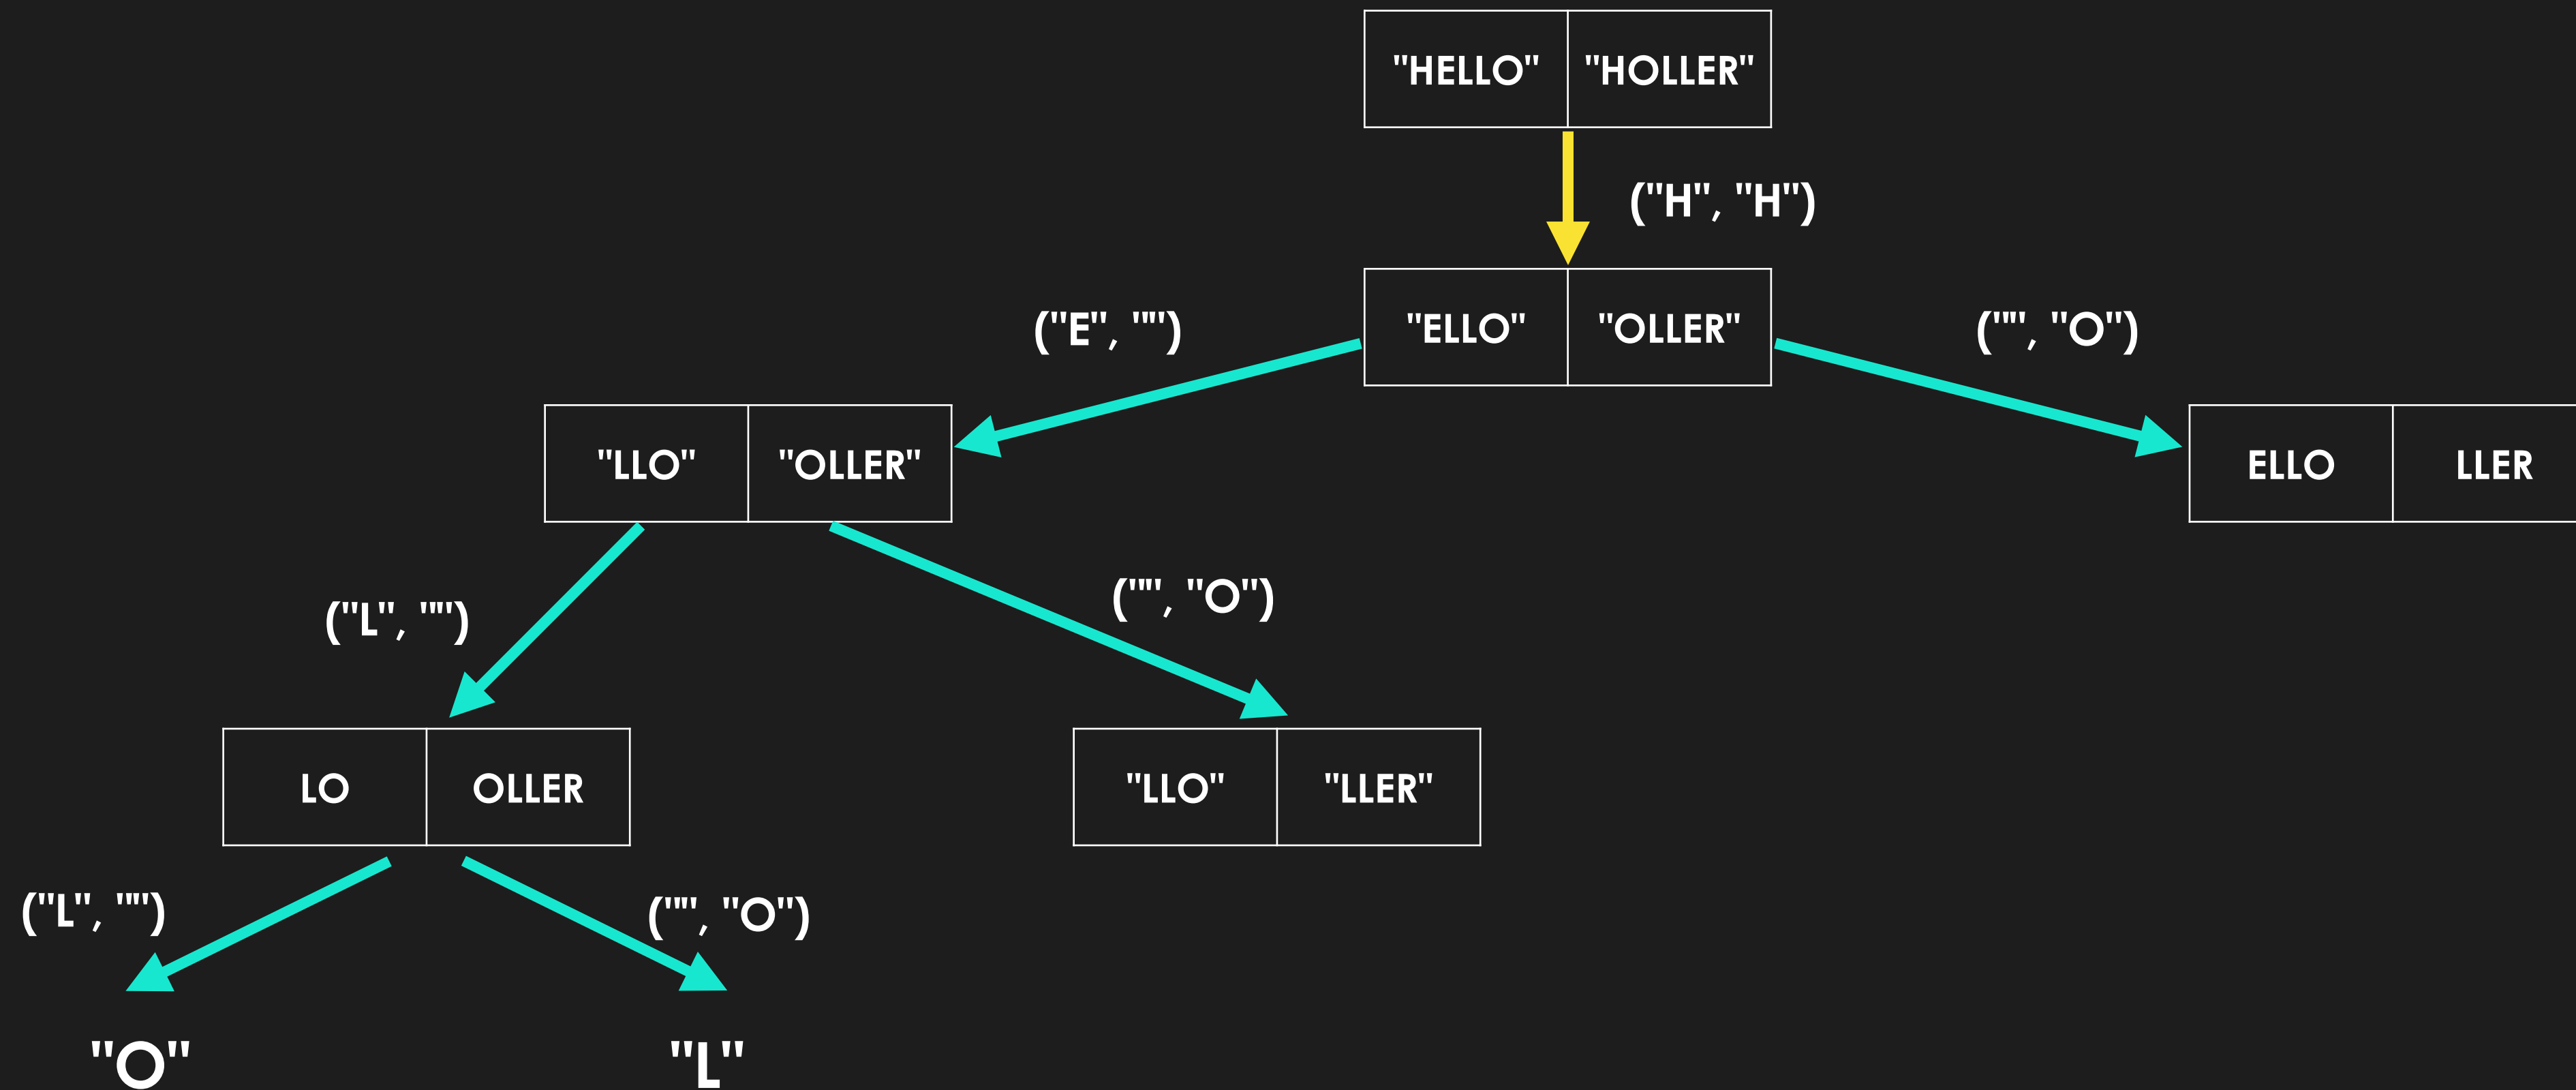 "HELLO" "HOLLER"
("H", "H")
("E", "") "ELLO" "OLLER" ("", "O")
"LLO" "OLLER" ELLO LLER
("L", "") ("", "O")
LO OLLER "LLO" "LLER"
("L", "") ("", "O")
"O" "L"